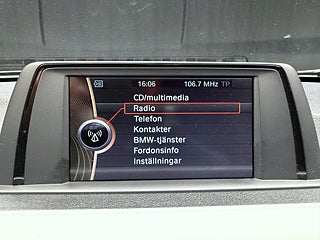 16:06 106.7 MHz TP
CD/multimedia
Radio
Telefon
Kontakter
BMW-tjänster
Fordonsinfo
Inställningar